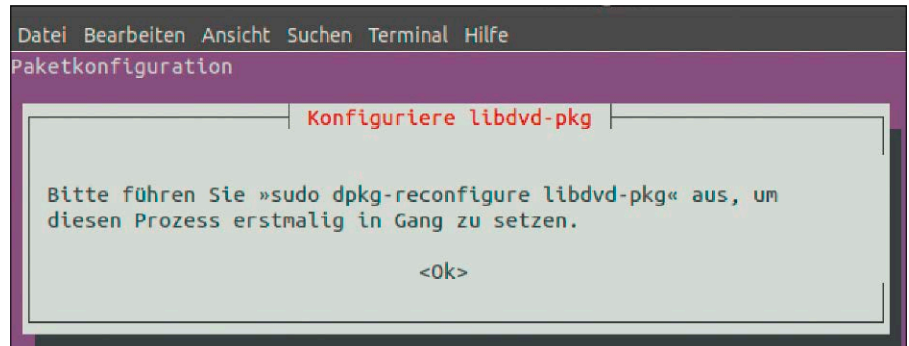 Datei Bearbeiten Ansicht Suchen Terminal Hilfe
Paketkonfiguration
Konfiguriere libdvd-pkg
Bitte führen Sie »sudo dpkg-reconfigure libdvd-pkg« aus, um
diesen Prozess erstmalig in Gang zu setzen.
<Ok>